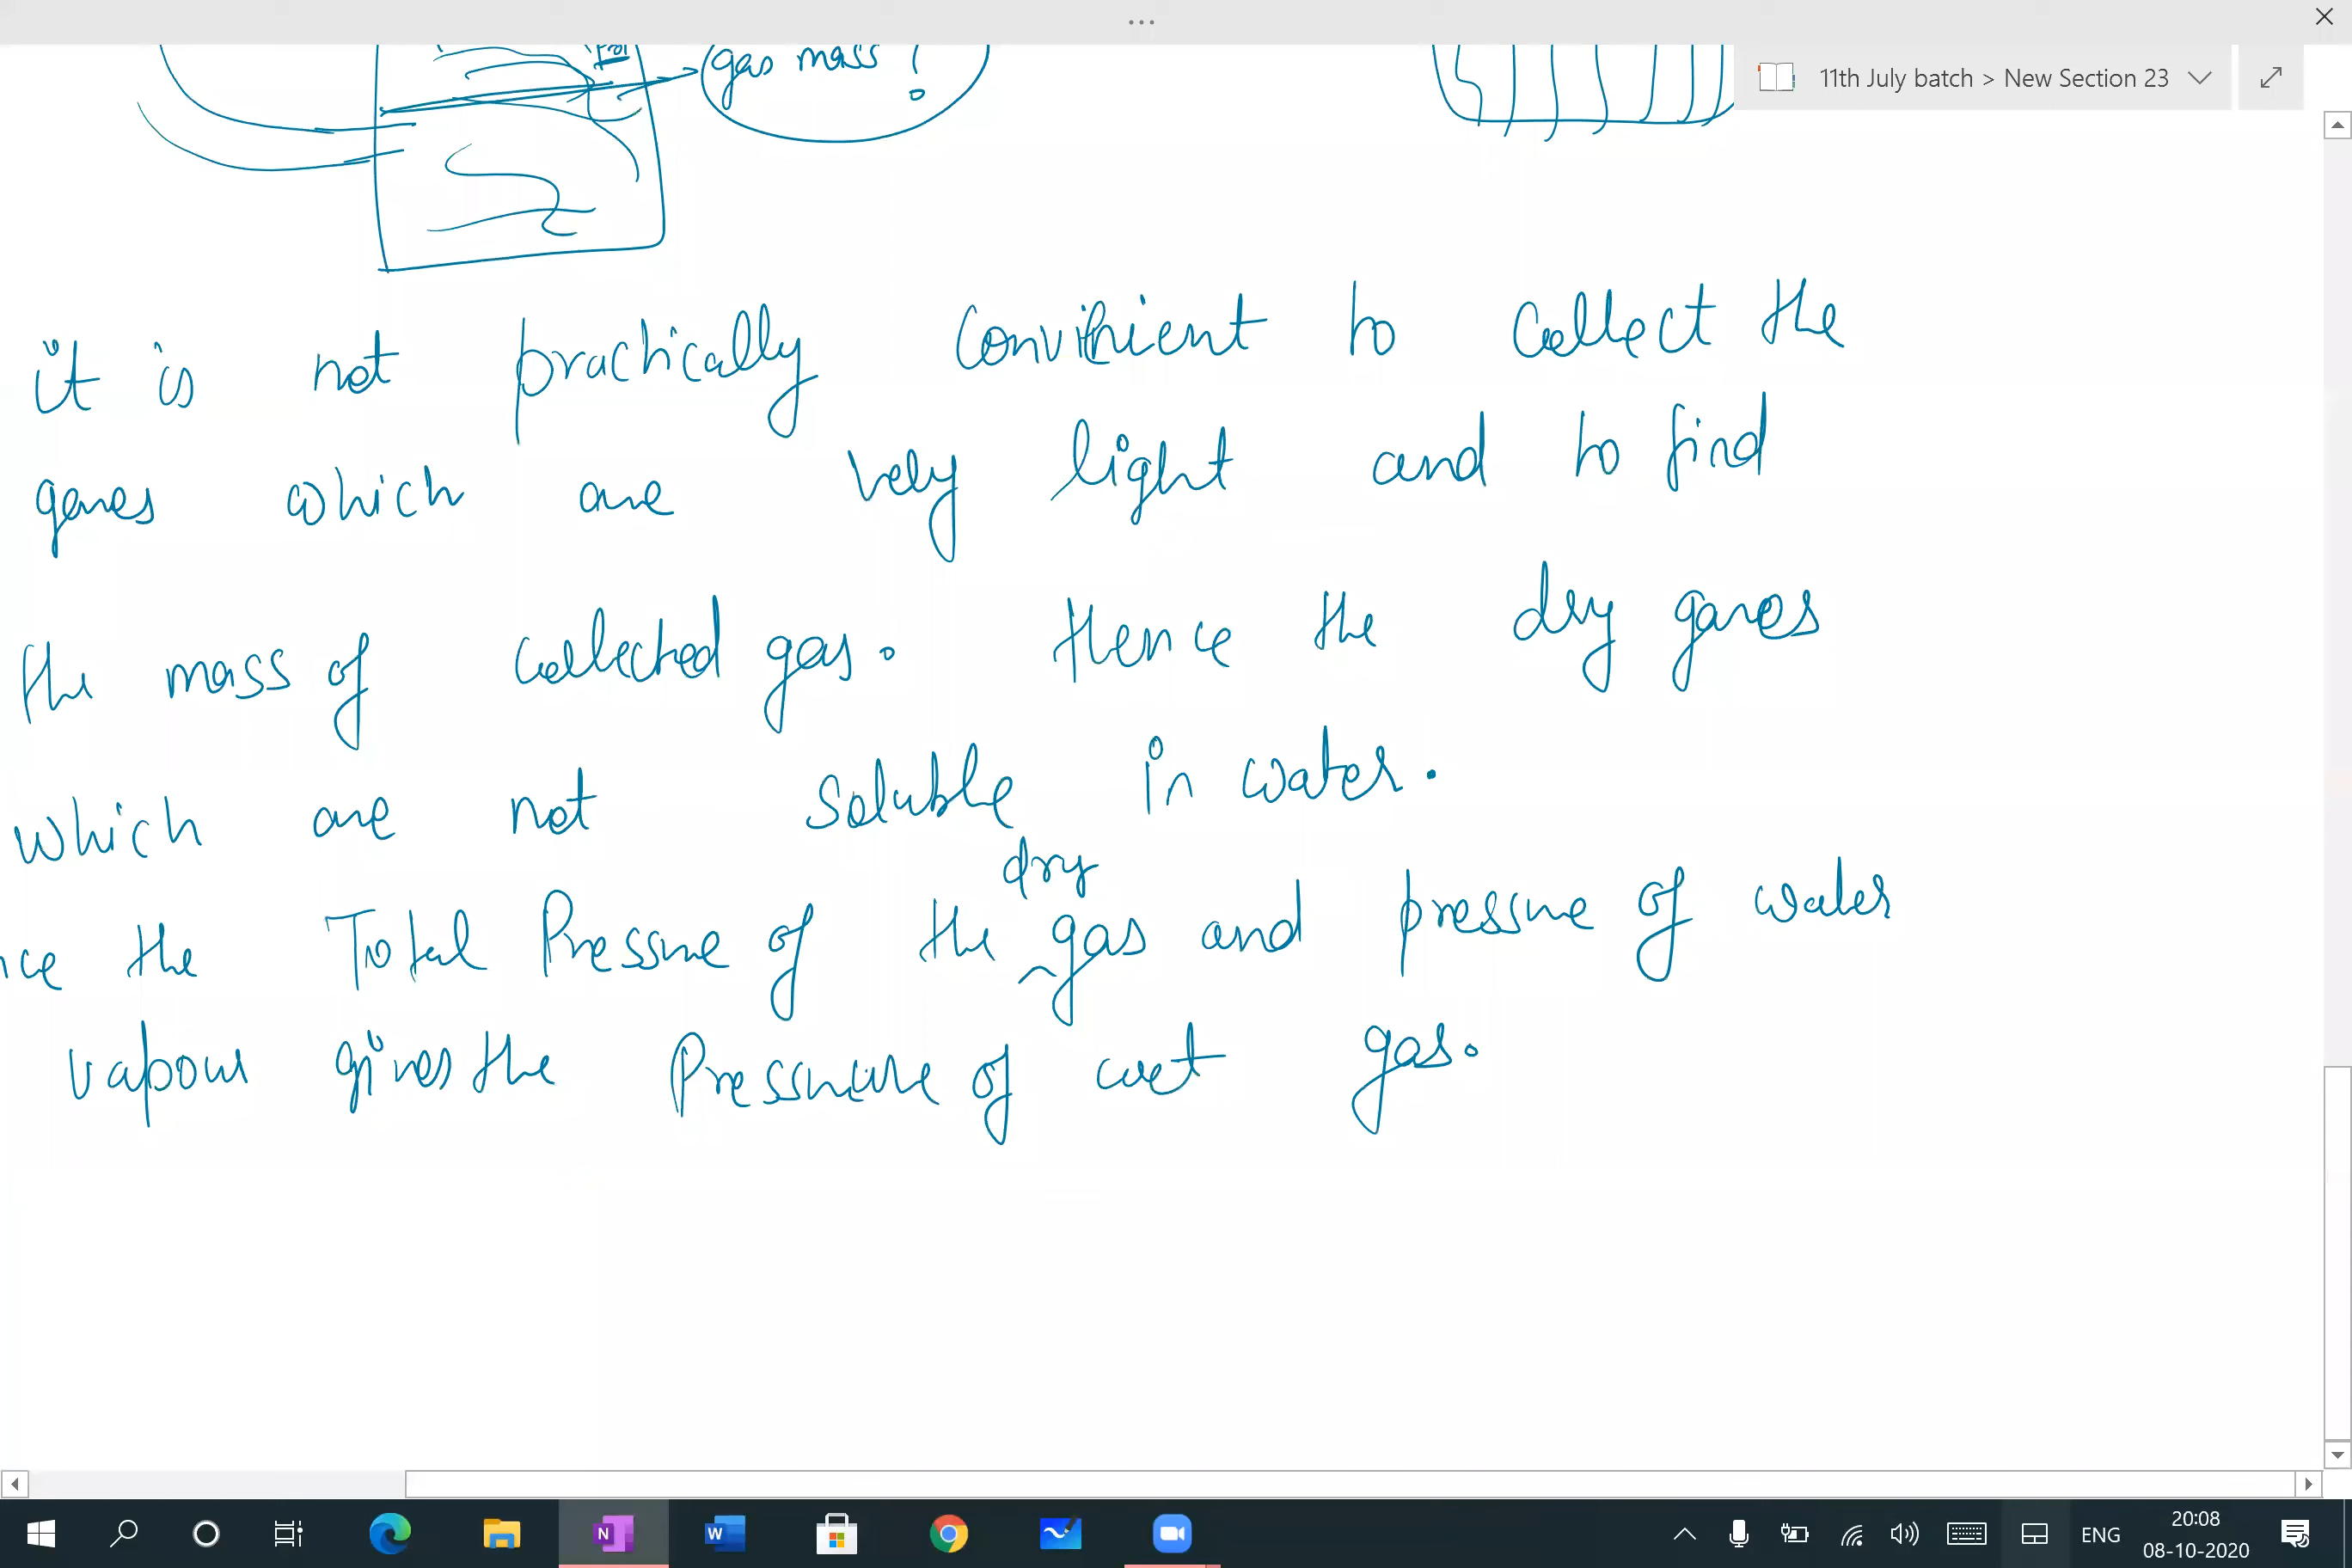 gas mass ?
11th July batch > New Section 23
it is not practically convinient to collect the
gases which are very light and to find
the mass of collected gas. Hence the dry gases
which are not soluble in water.
dry
nce the Total Pressure of the gas and pressure of water
vapour gives the Pressure of wet gas.
ENG
20:08
08-10-2020